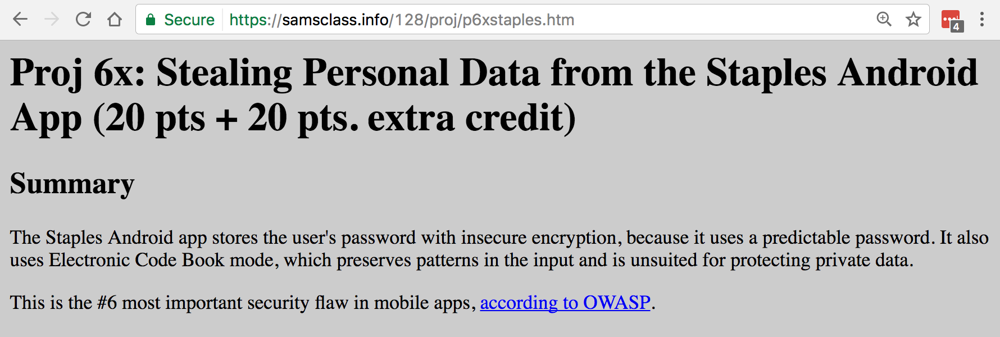 Secure https://samsclass.info/128/proj/p6xstaples.htm 4
Proj 6x: Stealing Personal Data from the Staples Android
App (20 pts + 20 pts. extra credit)
Summary
The Staples Android app stores the user's password with insecure encryption, because it uses a predictable password. It also
uses Electronic Code Book mode, which preserves patterns in the input and is unsuited for protecting private data.
This is the #6 most important security flaw in mobile apps, according to OWASP.